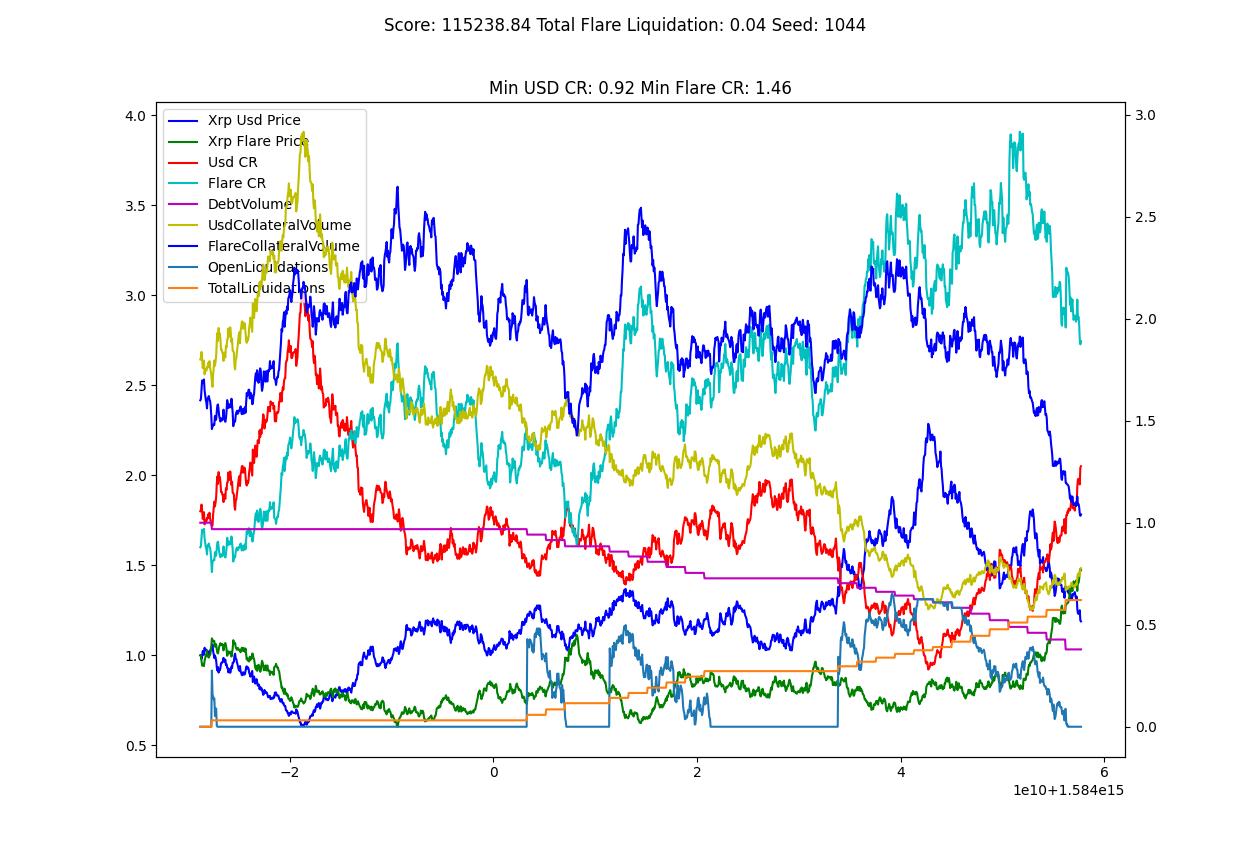 Score: 115238.84 Total Flare Liquidation: 0.04 Seed: 1044
Min USD CR: 0.92 Min Flare CR: 1.46
4.0
3.5
3.0
2.5
2.0
1.5
1.0
0.5
Xrp Usd Price
Xrp Flare Price
Usd CR
Flare CR
DebtVolume
UsdCollateralVolume
FlareCollateralVolume
OpenLiquidations
TotalLiquidations
3.0
2.5
2.0
1.5
1.0
0.5
0.0
−2 0 2 4 6
1e10+1.584e15